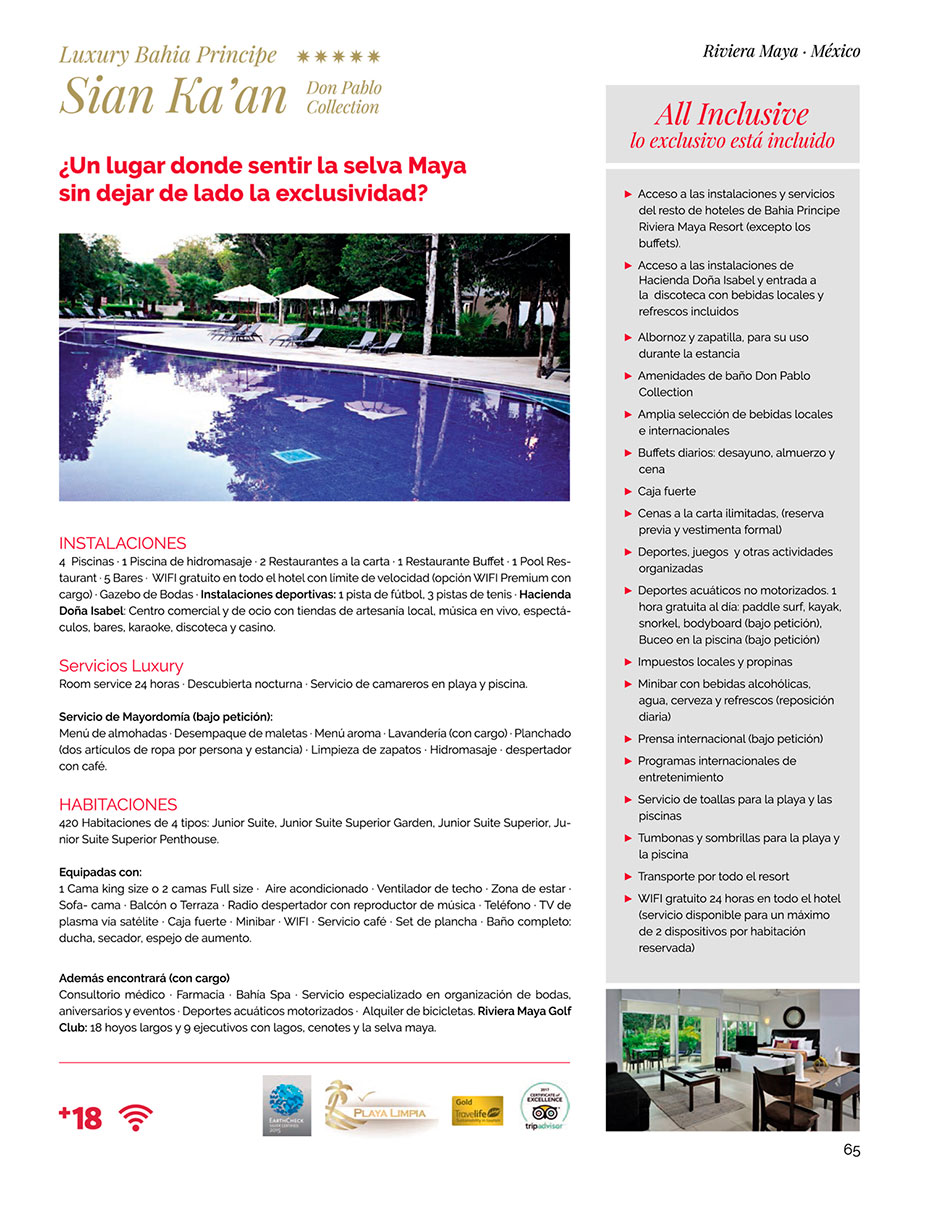 Luxury Bahia Principe
Sian Ka’an
Don Pablo
Collection
Riviera Maya · México
¿Un lugar donde sentir la selva Maya
sin dejar de lado la exclusividad?
INSTALACIONES
4 Piscinas · 1 Piscina de hidromasaje · 2 Restaurantes a la carta · 1 Restaurante Buffet · 1 Pool Res-
taurant · 5 Bares · WIFI gratuito en todo el hotel con límite de velocidad (opción WIFI Premium con
cargo) · Gazebo de Bodas · Instalaciones deportivas: 1 pista de fútbol, 3 pistas de tenis · Hacienda
Doña Isabel: Centro comercial y de ocio con tiendas de artesanía local, música en vivo, espectá-
culos, bares, karaoke, discoteca y casino.
Servicios Luxury
Room service 24 horas · Descubierta nocturna · Servicio de camareros en playa y piscina.
Servicio de Mayordomía (bajo petición):
Menú de almohadas · Desempaque de maletas · Menú aroma · Lavandería (con cargo) · Planchado
(dos artículos de ropa por persona y estancia) · Limpieza de zapatos · Hidromasaje · despertador
con café.
HABITACIONES
420 Habitaciones de 4 tipos: Junior Suite, Junior Suite Superior Garden, Junior Suite Superior, Ju-
nior Suite Superior Penthouse.
Equipadas con:
1 Cama king size o 2 camas Full size · Aire acondicionado · Ventilador de techo · Zona de estar ·
Sofa- cama · Balcón o Terraza · Radio despertador con reproductor de música · Teléfono · TV de
plasma vía satélite · Caja fuerte · Minibar · WIFI · Servicio café · Set de plancha · Baño completo:
ducha, secador, espejo de aumento.
Además encontrará (con cargo)
Consultorio médico · Farmacia · Bahía Spa · Servicio especializado en organización de bodas,
aniversarios y eventos · Deportes acuáticos motorizados · Alquiler de bicicletas. Riviera Maya Golf
Club: 18 hoyos largos y 9 ejecutivos con lagos, cenotes y la selva maya.
+18
EARTHCHECK
SILVER CERTIFIED
2015
PLAYA LIMPIA
Gold
Travelife
Sustainability in tourism
2017
CERTIFICATE of
EXCELLENCE
tripadvisor
All Inclusive
lo exclusivo está incluido
► Acceso a las instalaciones y servicios
del resto de hoteles de Bahia Principe
Riviera Maya Resort (excepto los
buffets).
► Acceso a las instalaciones de
Hacienda Doña Isabel y entrada a
la discoteca con bebidas locales y
refrescos incluidos
► Albornoz y zapatilla, para su uso
durante la estancia
► Amenidades de baño Don Pablo
Collection
► Amplia selección de bebidas locales
e internacionales
► Buffets diarios: desayuno, almuerzo y
cena
► Caja fuerte
► Cenas a la carta ilimitadas, (reserva
previa y vestimenta formal)
► Deportes, juegos y otras actividades
organizadas
► Deportes acuáticos no motorizados. 1
hora gratuita al día: paddle surf, kayak,
snorkel, bodyboard (bajo petición),
Buceo en la piscina (bajo petición)
► Impuestos locales y propinas
► Minibar con bebidas alcohólicas,
agua, cerveza y refrescos (reposición
diaria)
► Prensa internacional (bajo petición)
► Programas internacionales de
entretenimiento
► Servicio de toallas para la playa y las
piscinas
► Tumbonas y sombrillas para la playa y
la piscina
► Transporte por todo el resort
► WIFI gratuito 24 horas en todo el hotel
(servicio disponible para un máximo
de 2 dispositivos por habitación
reservada)
65